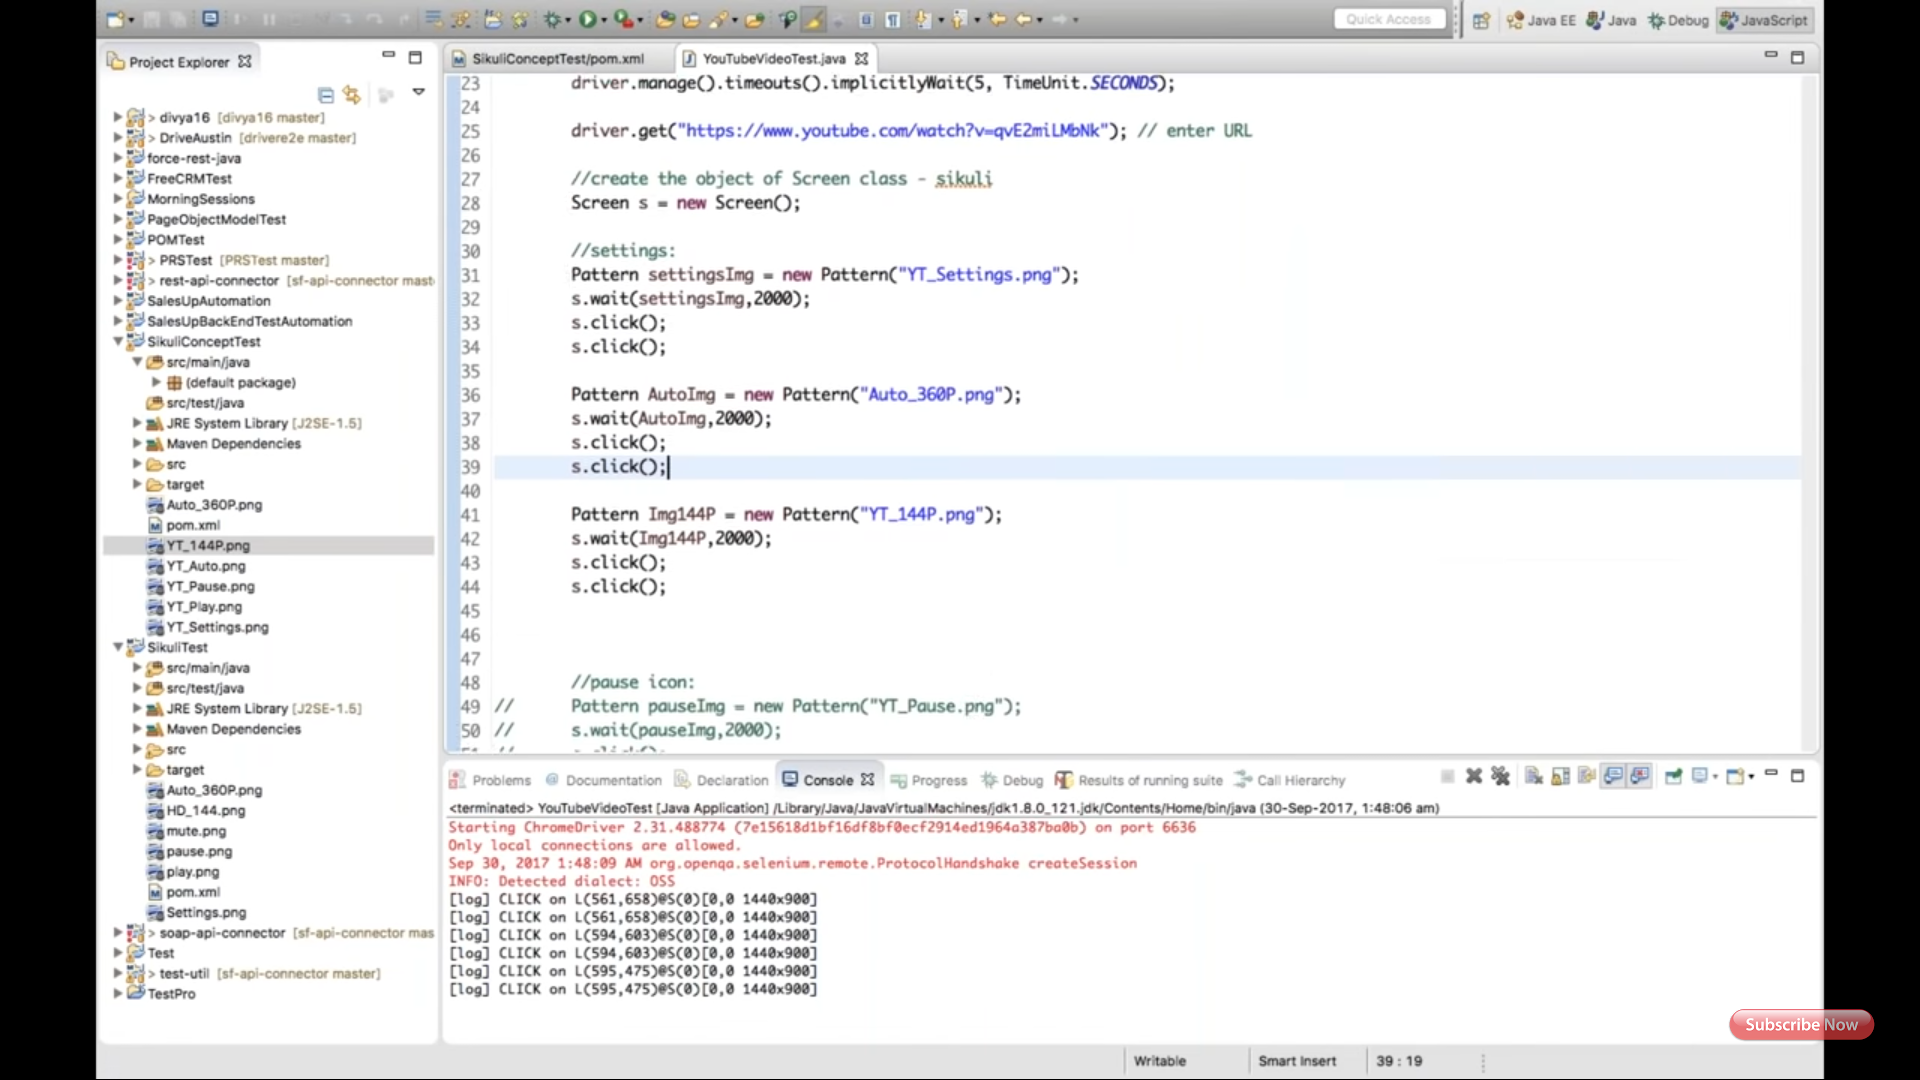 Quick Access
Java EE
Java
Debug
JavaScript
Project Explorer
SikuliConceptTest/pom.xml
YouTubeVideoTest.java
> divya16 [divya16 master]
> DriveAustin [drivere2e master]
force-rest-java
FreeCRMTest
MorningSessions
PageObjectModelTest
POMTest
> PRSTest [PRSTest master]
> rest-api-connector [sf-api-connector mast
SalesUpAutomation
SalesUpBackEndTestAutomation
SikuliConceptTest
src/main/java
(default package)
src/test/java
JRE System Library [J2SE-1.5]
Maven Dependencies
src
target
Auto_360P.png
pom.xml
YT_144P.png
YT_Auto.png
YT_Pause.png
YT_Play.png
YT_Settings.png
SikuliTest
src/main/java
src/test/java
JRE System Library [J2SE-1.5]
Maven Dependencies
src
target
Auto_360P.png
HD_144.png
mute.png
pause.png
play.png
pom.xml
Settings.png
> soap-api-connector [sf-api-connector mas
Test
> test-util [sf-api-connector master]
TestPro
23 driver.manage().timeouts().implicitlyWait(5, TimeUnit.SECONDS);
24
25 driver.get("https://www.youtube.com/watch?v=qvE2miLMbNk"); // enter URL
26
27 //create the object of Screen class - sikuli
28 Screen s = new Screen();
29
30 //settings:
31 Pattern settingsImg = new Pattern("YT_Settings.png");
32 s.wait(settingsImg,2000);
33 s.click();
34 s.click();
35
36 Pattern AutoImg = new Pattern("Auto_360P.png");
37 s.wait(AutoImg,2000);
38 s.click();
39 s.click();
40
41 Pattern Img144P = new Pattern("YT_144P.png");
42 s.wait(Img144P,2000);
43 s.click();
44 s.click();
45
46
47
48 //pause icon:
49 // Pattern pauseImg = new Pattern("YT_Pause.png");
50 // s.wait(pauseImg,2000);
Problems
Documentation
Declaration
Console
Progress
Debug
Results of running suite
Call Hierarchy
<terminated> YouTubeVideoTest [Java Application] /Library/Java/JavaVirtualMachines/jdk1.8.0_121.jdk/Contents/Home/bin/java (30-Sep-2017, 1:48:06 am)
Starting ChromeDriver 2.31.488774 (7e15618d1bf16df8bf0ecf2914ed1964a387ba0b) on port 6636
Only local connections are allowed.
Sep 30, 2017 1:48:09 AM org.openqa.selenium.remote.ProtocolHandshake createSession
INFO: Detected dialect: OSS
[log] CLICK on L(561,658)@S(0)[0,0 1440x900]
[log] CLICK on L(561,658)@S(0)[0,0 1440x900]
[log] CLICK on L(594,603)@S(0)[0,0 1440x900]
[log] CLICK on L(594,603)@S(0)[0,0 1440x900]
[log] CLICK on L(595,475)@S(0)[0,0 1440x900]
[log] CLICK on L(595,475)@S(0)[0,0 1440x900]
Subscribe Now
Writable
Smart Insert
39 : 19